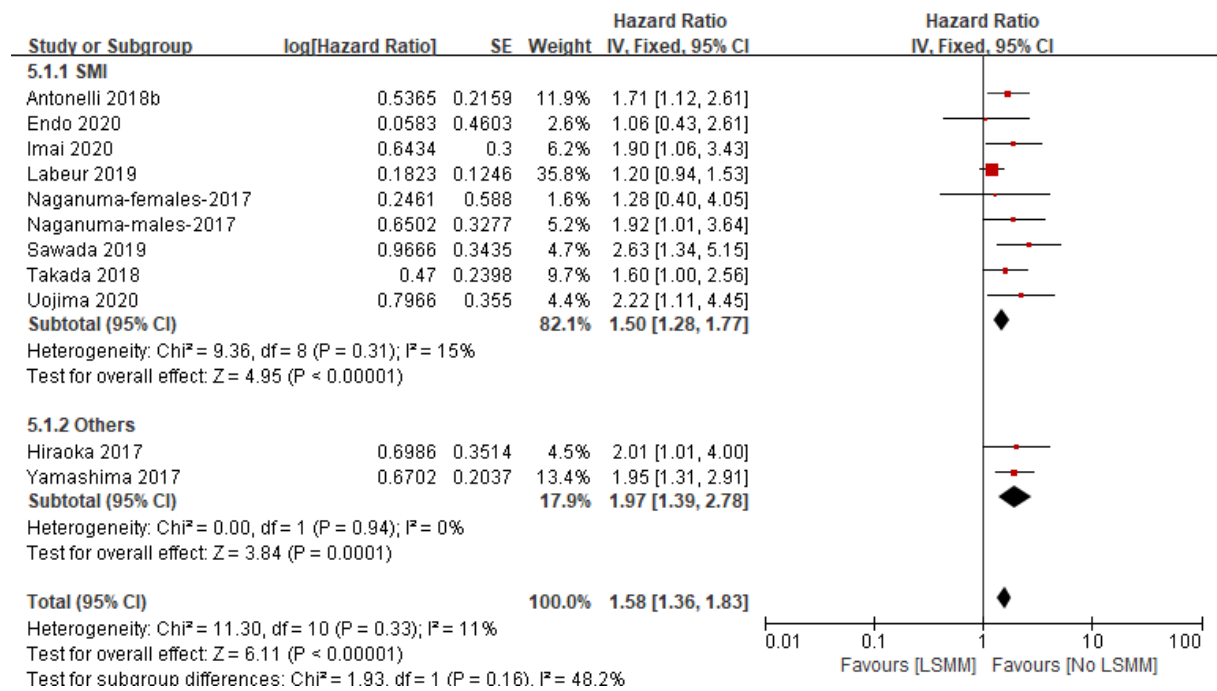 Hazard Ratio Hazard Ratio
Study or Subgroup log[Hazard Ratio] SE Weight IV, Fixed, 95% CI IV, Fixed, 95% CI
5.1.1 SMI
Antonelli 2018b 0.5365 0.2159 11.9% 1.71 [1.12, 2.61]
Endo 2020 0.0583 0.4603 2.6% 1.06 [0.43, 2.61]
Imai 2020 0.6434 0.3 6.2% 1.90 [1.06, 3.43]
Labeur 2019 0.1823 0.1246 35.8% 1.20 [0.94, 1.53]
Naganuma-females-2017 0.2461 0.588 1.6% 1.28 [0.40, 4.05]
Naganuma-males-2017 0.6502 0.3277 5.2% 1.92 [1.01, 3.64]
Sawada 2019 0.9666 0.3435 4.7% 2.63 [1.34, 5.15]
Takada 2018 0.47 0.2398 9.7% 1.60 [1.00, 2.56]
Uojima 2020 0.7966 0.355 4.4% 2.22 [1.11, 4.45]
Subtotal (95% CI) 82.1% 1.50 [1.28, 1.77]
Heterogeneity: Chi² = 9.36, df = 8 (P = 0.31); I² = 15%
Test for overall effect: Z = 4.95 (P < 0.00001)
5.1.2 Others
Hiraoka 2017 0.6986 0.3514 4.5% 2.01 [1.01, 4.00]
Yamashima 2017 0.6702 0.2037 13.4% 1.95 [1.31, 2.91]
Subtotal (95% CI) 17.9% 1.97 [1.39, 2.78]
Heterogeneity: Chi² = 0.00, df = 1 (P = 0.94); I² = 0%
Test for overall effect: Z = 3.84 (P = 0.0001)
Total (95% CI) 100.0% 1.58 [1.36, 1.83]
Heterogeneity: Chi² = 11.30, df = 10 (P = 0.33); I² = 11%
Test for overall effect: Z = 6.11 (P < 0.00001)
Test for subgroup differences: Chi² = 1.93, df = 1 (P = 0.16), I² = 48.2%
0.01 0.1 1 10 100
Favours [LSMM] Favours [No LSMM]